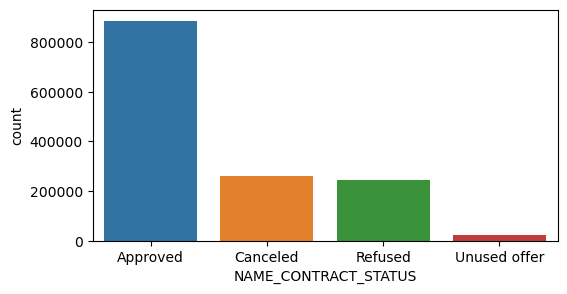 800000
600000
400000
200000
0
count
Approved Canceled Refused Unused offer
NAME_CONTRACT_STATUS